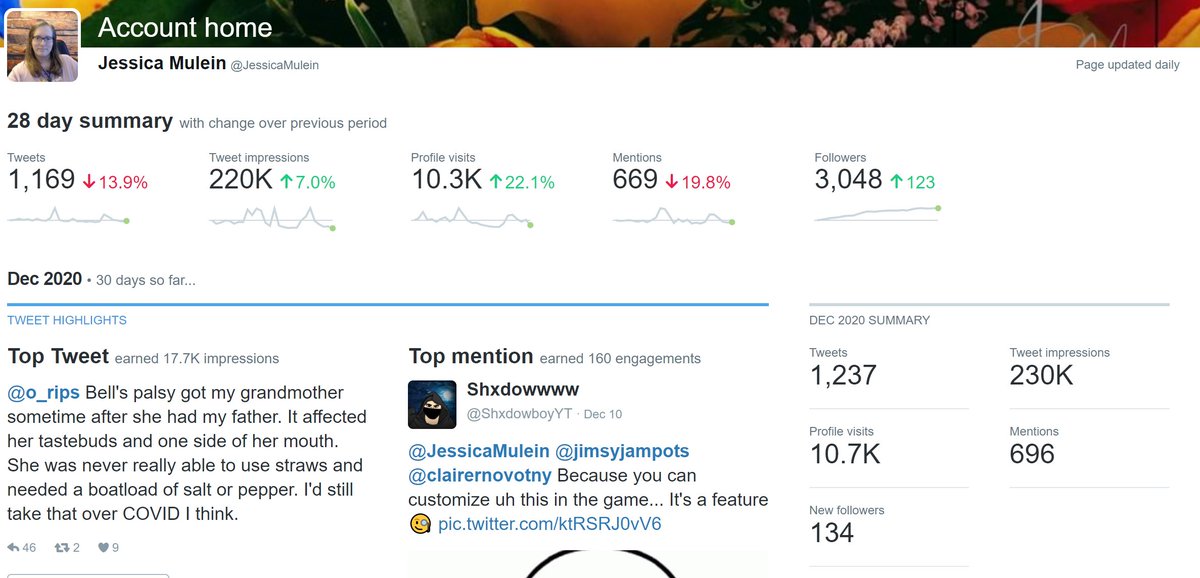 Account home
Jessica Mulein @JessicaMulein
Page updated daily
28 day summary with change over previous period
Tweets
1,169 ↓13.9%
Tweet impressions
220K ↑7.0%
Profile visits
10.3K ↑22.1%
Mentions
669 ↓19.8%
Followers
3,048 ↑123
Dec 2020 • 30 days so far...
TWEET HIGHLIGHTS
Top Tweet earned 17.7K impressions
@o_rips Bell's palsy got my grandmother
sometime after she had my father. It affected
her tastebuds and one side of her mouth.
She was never really able to use straws and
needed a boatload of salt or pepper. I'd still
take that over COVID I think.
46 2 9
Top mention earned 160 engagements
Shxdowwww
@ShxdowboyYT · Dec 10
@JessicaMulein @jimsyjampots
@clairernovotny Because you can
customize uh this in the game... It's a feature
🧐 pic.twitter.com/ktRSRJ0vV6
DEC 2020 SUMMARY
Tweets
1,237
Tweet impressions
230K
Profile visits
10.7K
Mentions
696
New followers
134